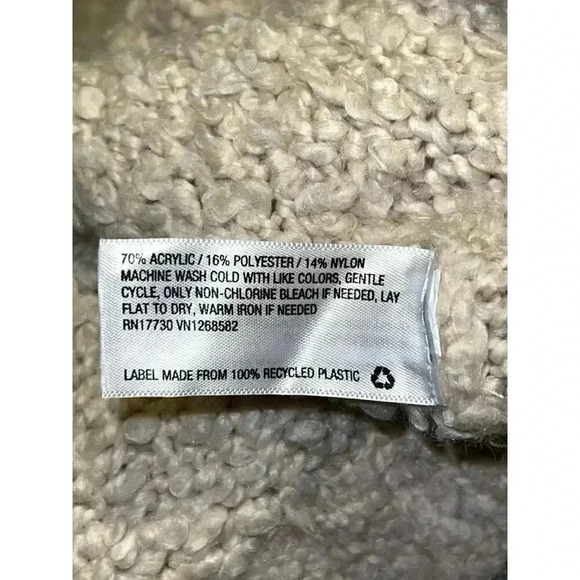 70% ACRYLIC / 16% POLYESTER / 14% NYLON
MACHINE WASH COLD WITH LIKE COLORS, GENTLE
CYCLE, ONLY NON-CHLORINE BLEACH IF NEEDED, LAY
FLAT TO DRY, WARM IRON IF NEEDED
RN17730 VN1268582
LABEL MADE FROM 100% RECYCLED PLASTIC